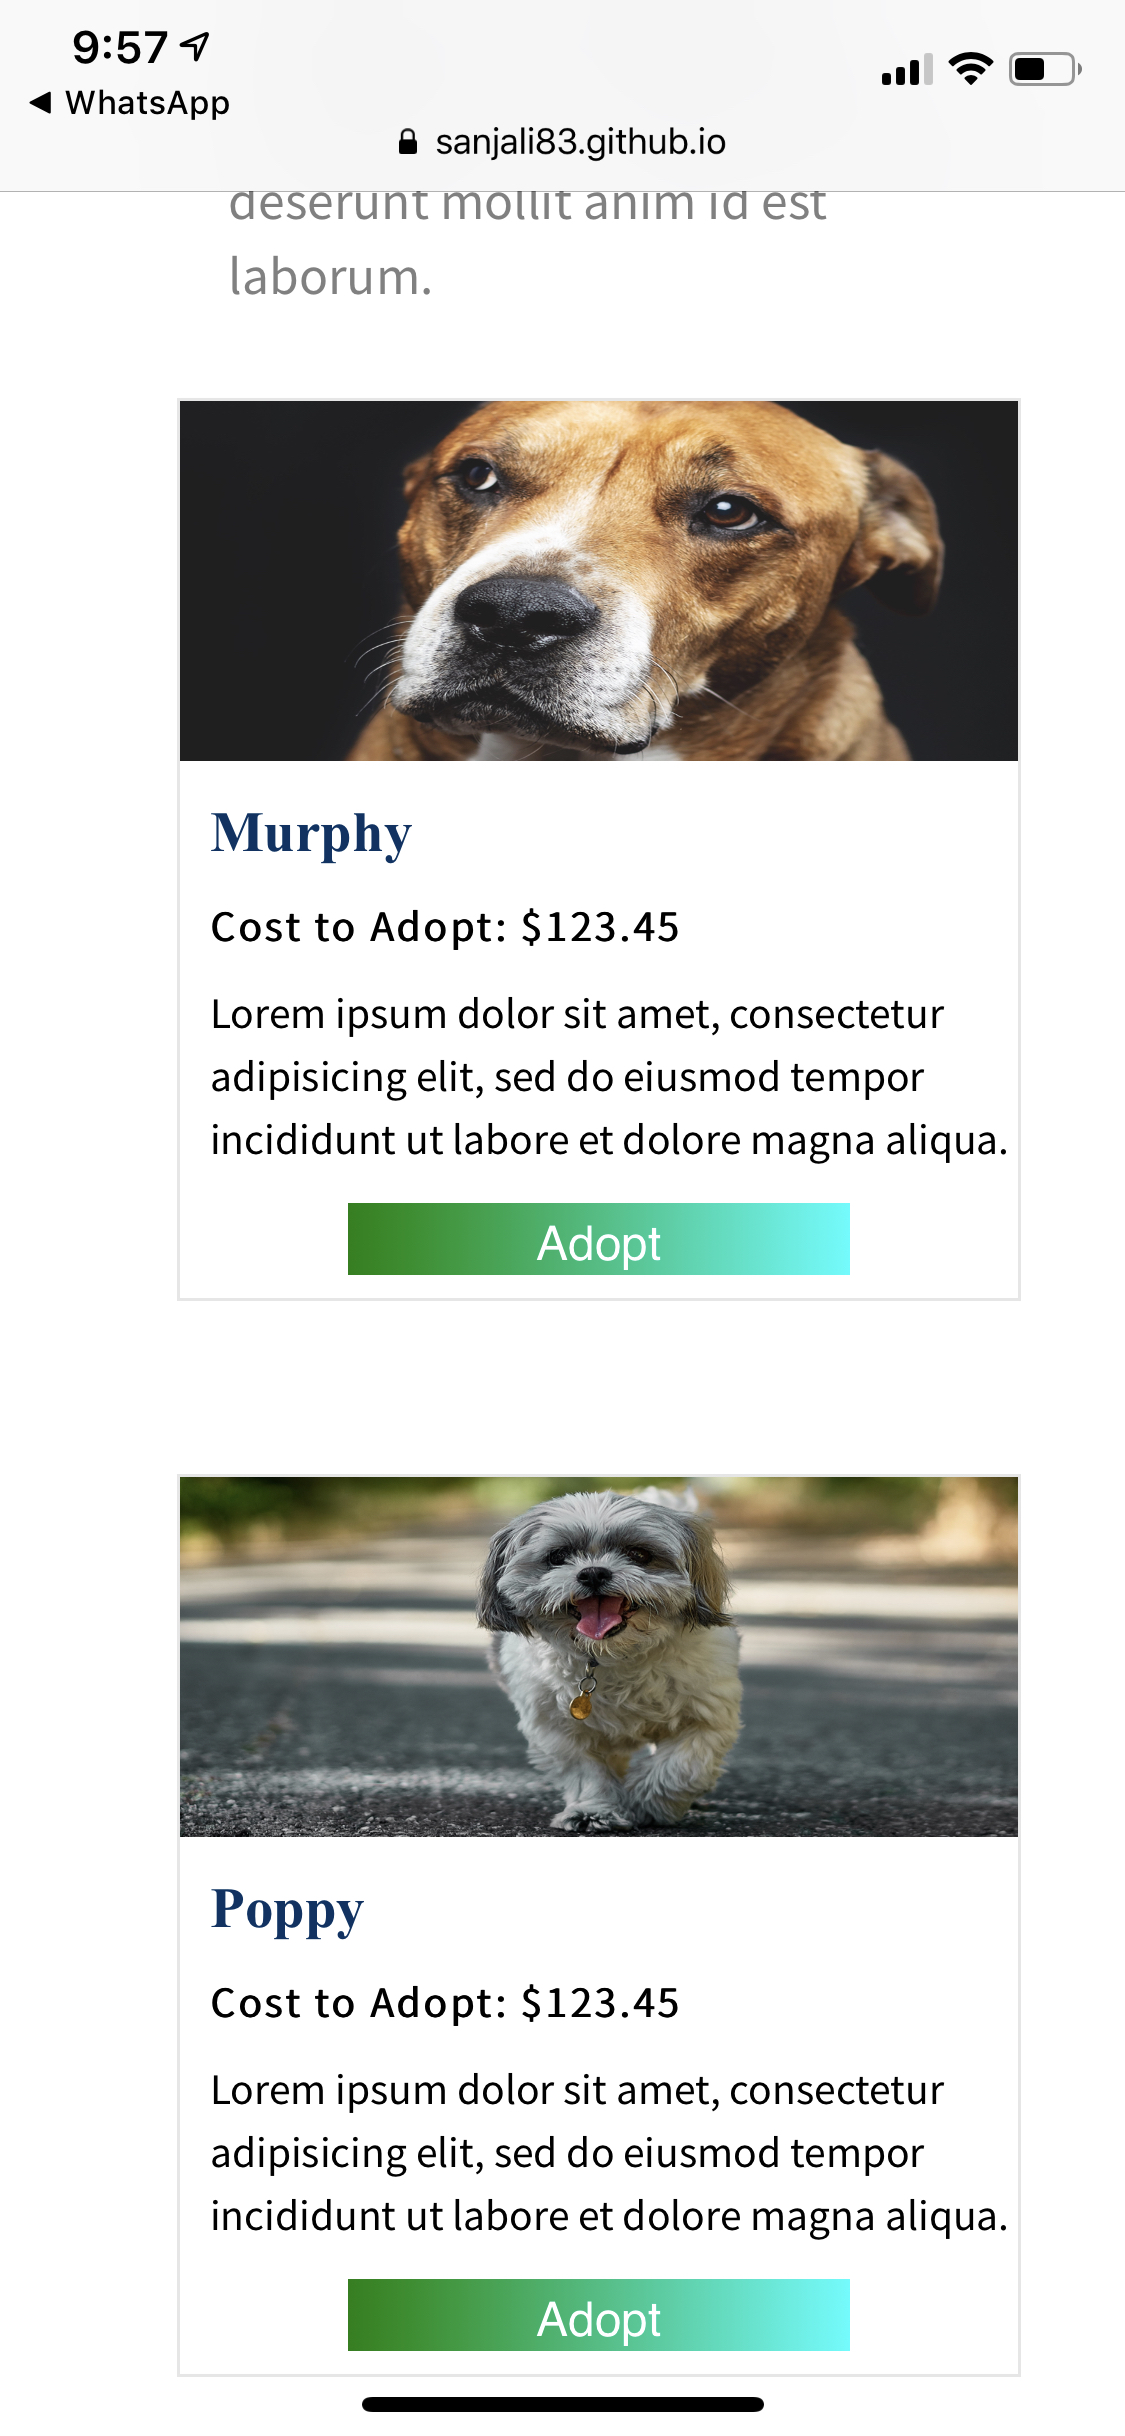 9:57
◀ WhatsApp
sanjali83.github.io
deserunt mollit anim id est
laborum.
Murphy
Cost to Adopt: $123.45
Lorem ipsum dolor sit amet, consectetur
adipisicing elit, sed do eiusmod tempor
incididunt ut labore et dolore magna aliqua.
Adopt
Poppy
Cost to Adopt: $123.45
Lorem ipsum dolor sit amet, consectetur
adipisicing elit, sed do eiusmod tempor
incididunt ut labore et dolore magna aliqua.
Adopt